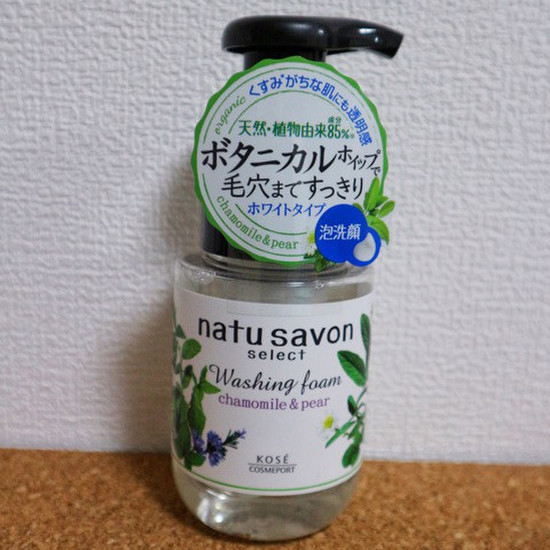 organic
くすみがちな肌にも透明感
天然・植物由来成分85%※
ボタニカルホイップで
毛穴まですっきり
ホワイトタイプ
泡洗顔
chamomile & pear
natu savon
select
Washing foam
chamomile & pear
KOSÉ
COSMEPORT